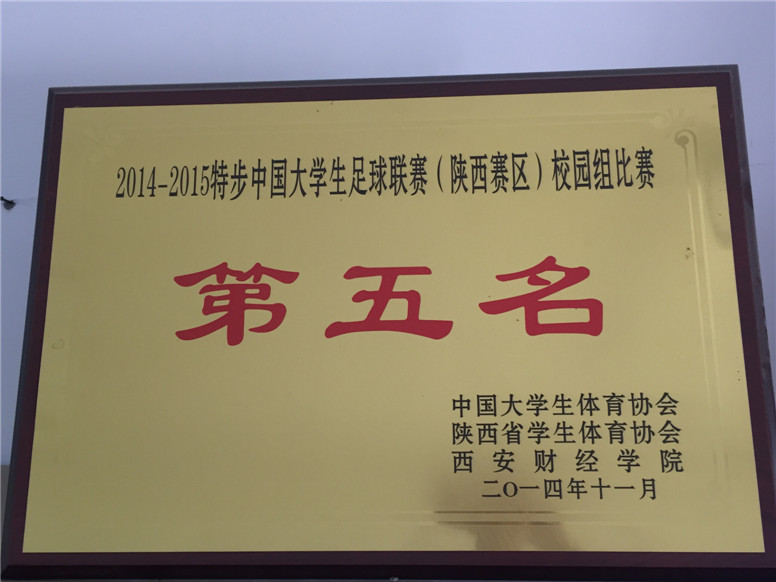 2014-2015特步中国大学生足球联赛（陕西赛区）校园组比赛
第五名
中国大学生体育协会
陕西省学生体育协会
西安财经学院
二O一四年十一月